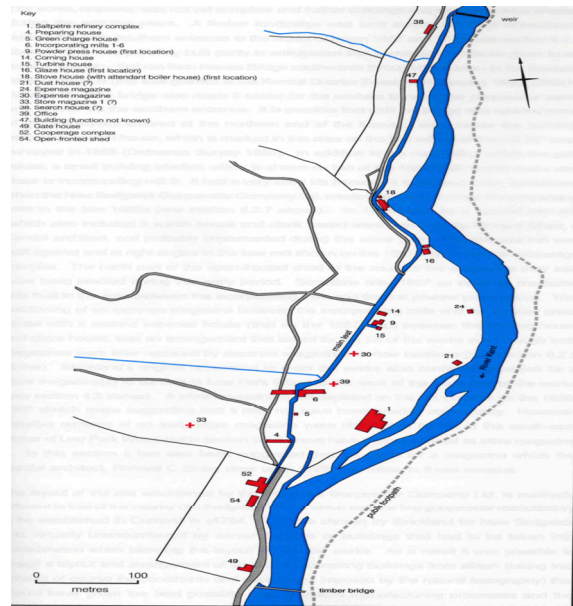 Key
1. Saltpetre refinery complex
4. Preparing house
5. Green charge house
6. Incorporating mills 1-6
9. Powder press house (first location)
14. Corning house
15. Turbine house
16. Glaze house (first location)
18. Stove house (with attendant boiler house) (first location)
21. Dust house (?)
24. Expense magazine
30. Expense magazine
33. Store magazine 1 (?)
38. Search house (?)
39. Office
47. Building (function not known)
49. Gate house
52. Cooperage complex
54. Open-fronted shed
38
weir
47
18
16
14
9
15
24
main leat
30
21
River Kent
39
6
33
5
1
4
52
54
public footpath
49
0 100
metres
timber bridge